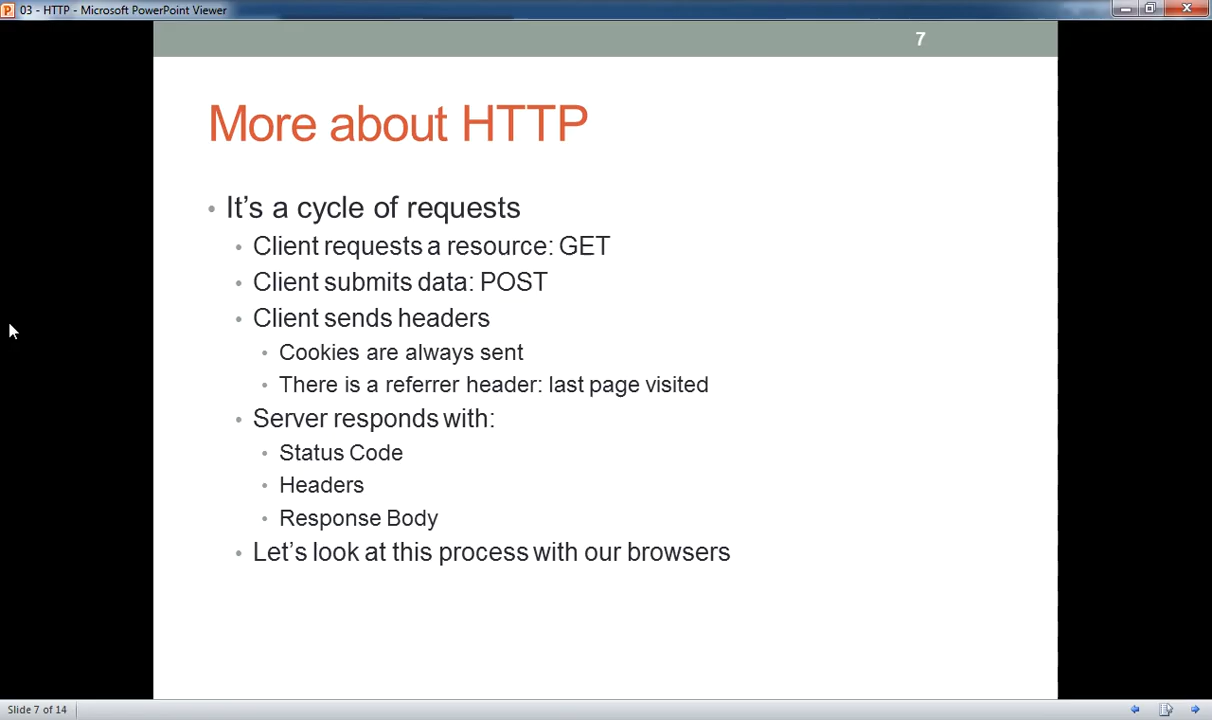 03 - HTTP - Microsoft PowerPoint Viewer
7
More about HTTP
• It's a cycle of requests
• Client requests a resource: GET
• Client submits data: POST
• Client sends headers
• Cookies are always sent
• There is a referrer header: last page visited
• Server responds with:
• Status Code
• Headers
• Response Body
• Let's look at this process with our browsers
Slide 7 of 14